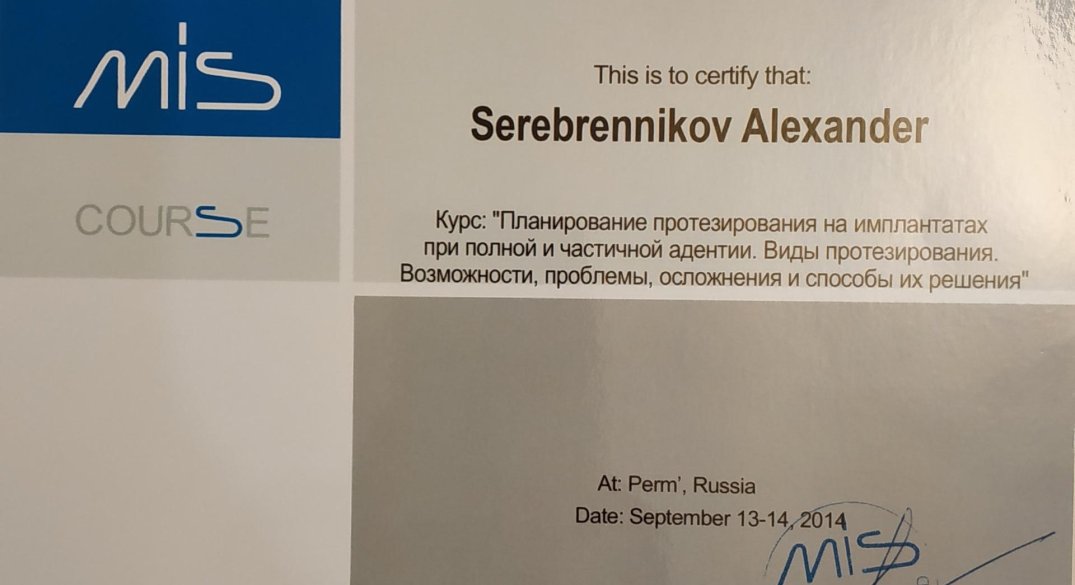 mis
This is to certify that:
Serebrennikov Alexander
COURSE
Курс: "Планирование протезирования на имплантатах
при полной и частичной адентии. Виды протезирования.
Возможности, проблемы, осложнения и способы их решения"
At: Perm', Russia
Date: September 13-14, 2014
mis